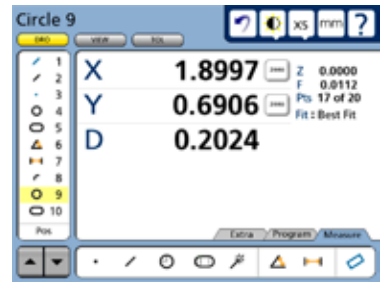 Circle 9
xs mm ?
DRO VIEW TOL
1
2
3
4
5
6
7
8
9
10
Pos
X 1.8997 Z 0.0000
F 0.0112
Y 0.6906 Pts 17 of 20
Fit : Best Fit
D 0.2024
Extra Program Measure